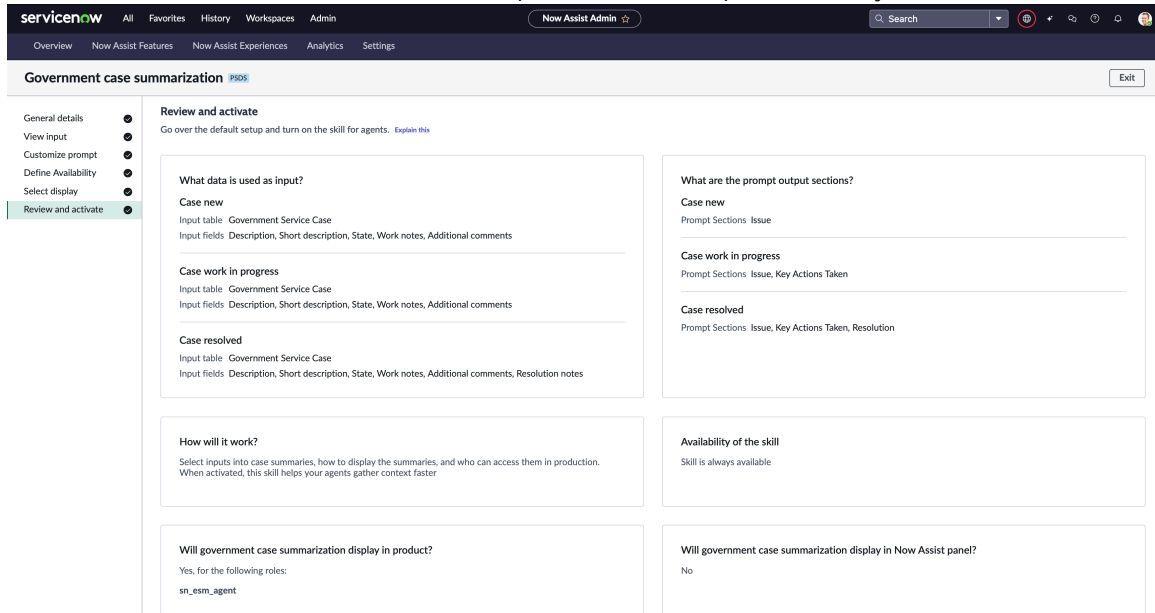 servicenow All Favorites History Workspaces Admin Now Assist Admin ☆ Search
Overview Now Assist Features Now Assist Experiences Analytics Settings
Government case summarization PSDS Exit
General details
View input
Customize prompt
Define Availability
Select display
Review and activate
Review and activate
Go over the default setup and turn on the skill for agents. Explain this
What data is used as input?
Case new
Input table Government Service Case
Input fields Description, Short description, State, Work notes, Additional comments
Case work in progress
Input table Government Service Case
Input fields Description, Short description, State, Work notes, Additional comments
Case resolved
Input table Government Service Case
Input fields Description, Short description, State, Work notes, Additional comments, Resolution notes
What are the prompt output sections?
Case new
Prompt Sections Issue
Case work in progress
Prompt Sections Issue, Key Actions Taken
Case resolved
Prompt Sections Issue, Key Actions Taken, Resolution
How will it work?
Select inputs into case summaries, how to display the summaries, and who can access them in production.
When activated, this skill helps your agents gather context faster
Availability of the skill
Skill is always available
Will government case summarization display in product?
Yes, for the following roles:
sn_esm_agent
Will government case summarization display in Now Assist panel?
No